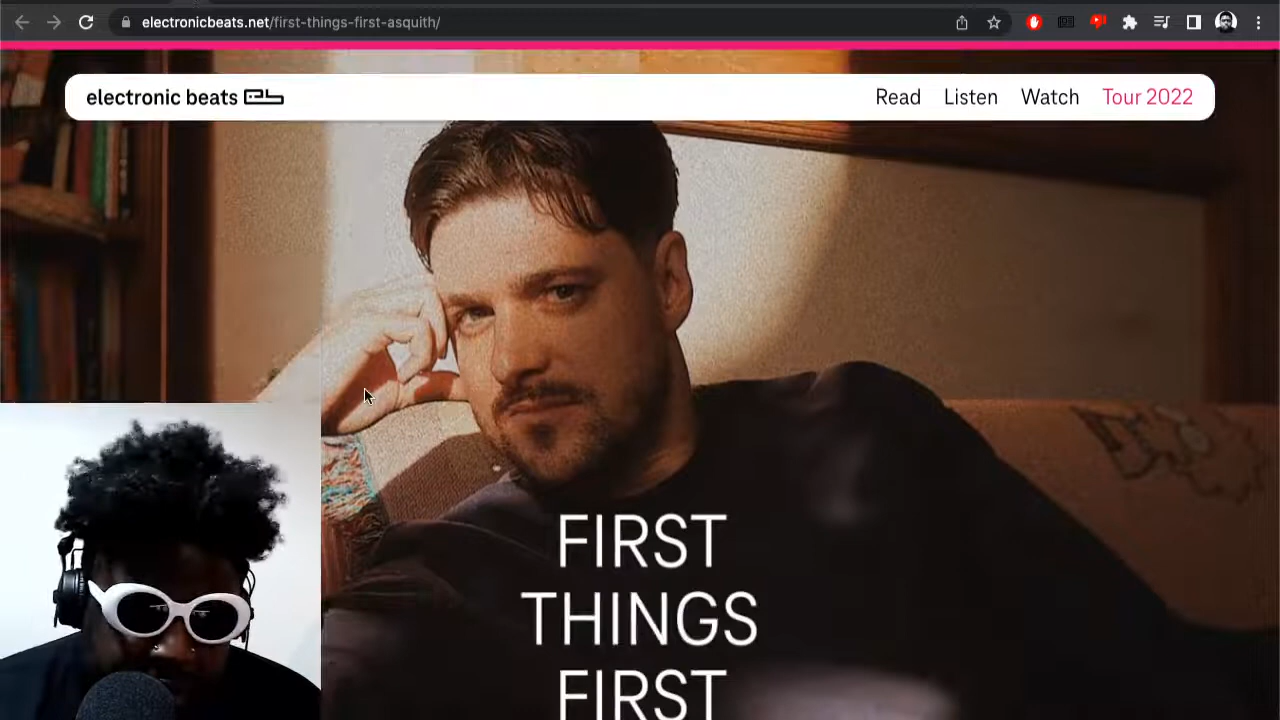 electronicbeats.net/first-things-first-asquith/
electronic beats
Read Listen Watch Tour 2022
FIRST
THINGS
FIRST